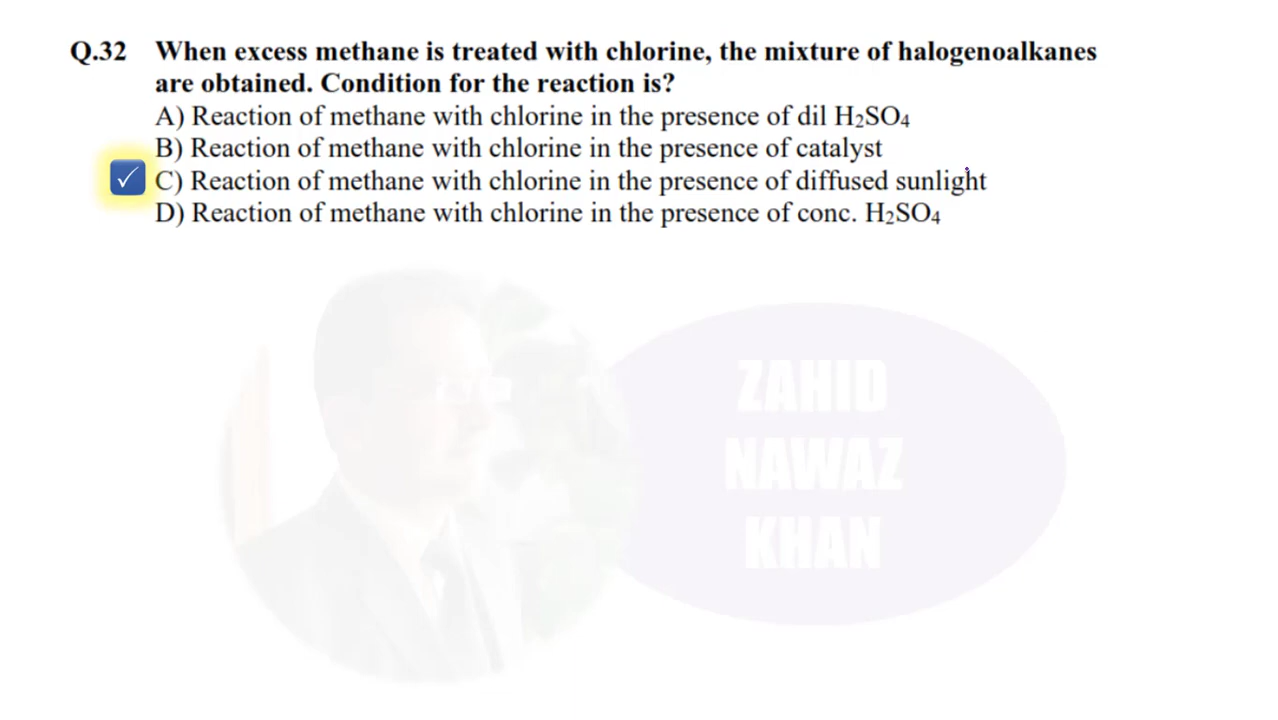 Q.32 When excess methane is treated with chlorine, the mixture of halogenoalkanes
are obtained. Condition for the reaction is?
A) Reaction of methane with chlorine in the presence of dil H₂SO₄
B) Reaction of methane with chlorine in the presence of catalyst
C) Reaction of methane with chlorine in the presence of diffused sunlight
D) Reaction of methane with chlorine in the presence of conc. H₂SO₄
ZAHID
NAWAZ
KHAN